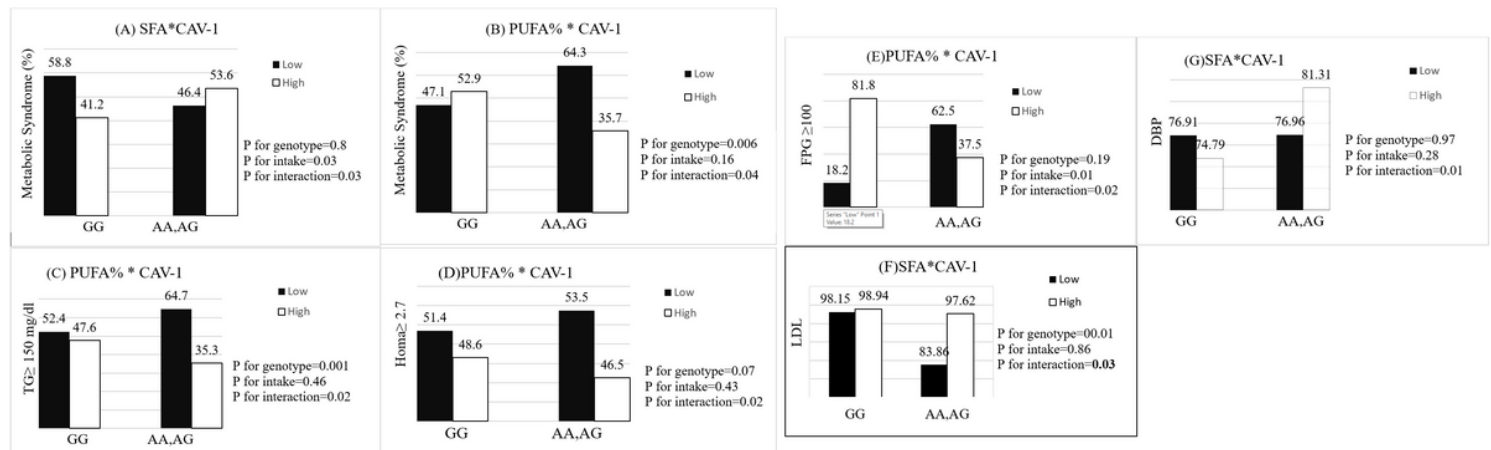 (A) SFA*CAV-1
Metabolic Syndrome (%)
58.8
41.2
46.4
53.6
Low
High
P for genotype=0.8
P for intake=0.03
P for interaction=0.03
GG
AA,AG
(B) PUFA% * CAV-1
Metabolic Syndrome (%)
47.1
52.9
64.3
35.7
Low
High
P for genotype=0.006
P for intake=0.16
P for interaction=0.04
GG
AA,AG
(C) PUFA% * CAV-1
TG≥ 150 mg/dl
52.4
47.6
64.7
35.3
Low
High
P for genotype=0.001
P for intake=0.46
P for interaction=0.02
GG
AA,AG
(D)PUFA% * CAV-1
Homa≥ 2.7
51.4
48.6
53.5
46.5
Low
High
P for genotype=0.07
P for intake=0.43
P for interaction=0.02
GG
AA,AG
(E)PUFA% * CAV-1
FPG ≥100
18.2
81.8
62.5
37.5
Low
High
P for genotype=0.19
P for intake=0.01
P for interaction=0.02
Series "Low" Point 1
Value: 18.2
GG
AA,AG
(F)SFA*CAV-1
LDL
98.15
98.94
83.86
97.62
Low
High
P for genotype=00.01
P for intake=0.86
P for interaction=0.03
GG
AA,AG
(G)SFA*CAV-1
DBP
76.91
74.79
76.96
81.31
Low
High
P for genotype=0.97
P for intake=0.28
P for interaction=0.01
GG
AA,AG